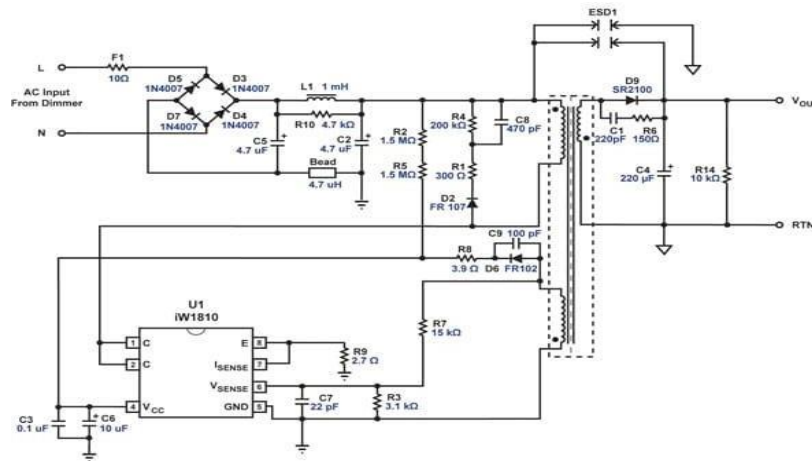 ESD1
F1
L
10Ω
D5
1N4007
D3
1N4007
L1 1 mH
D9
SR2100
V
AC Input
From Dimmer
R10 4.7 kΩ
R4
200 kΩ
C8
470 pF
C1
220pF
R6
150Ω
D7
1N4007
D4
1N4007
N
C5
4.7 uF
C2
4.7 uF
R2
1.5 MΩ
Bead
4.7 uH
R5
1.5 MΩ
R1
300 Ω
C4
220 µF
R14
10 kΩ
D2
FR 107
RTN
C9 100 pF
R8
3.9 Ω
D6 FR102
U1
iW1810
R7
15 kΩ
1 C
E 8
R9
2.7 Ω
2 C
ISENSE 7
VSENSE 6
C7
22 pF
R3
3.1 kΩ
C3
0.1 uF
C6
10 uF
4 VCC
GND 5